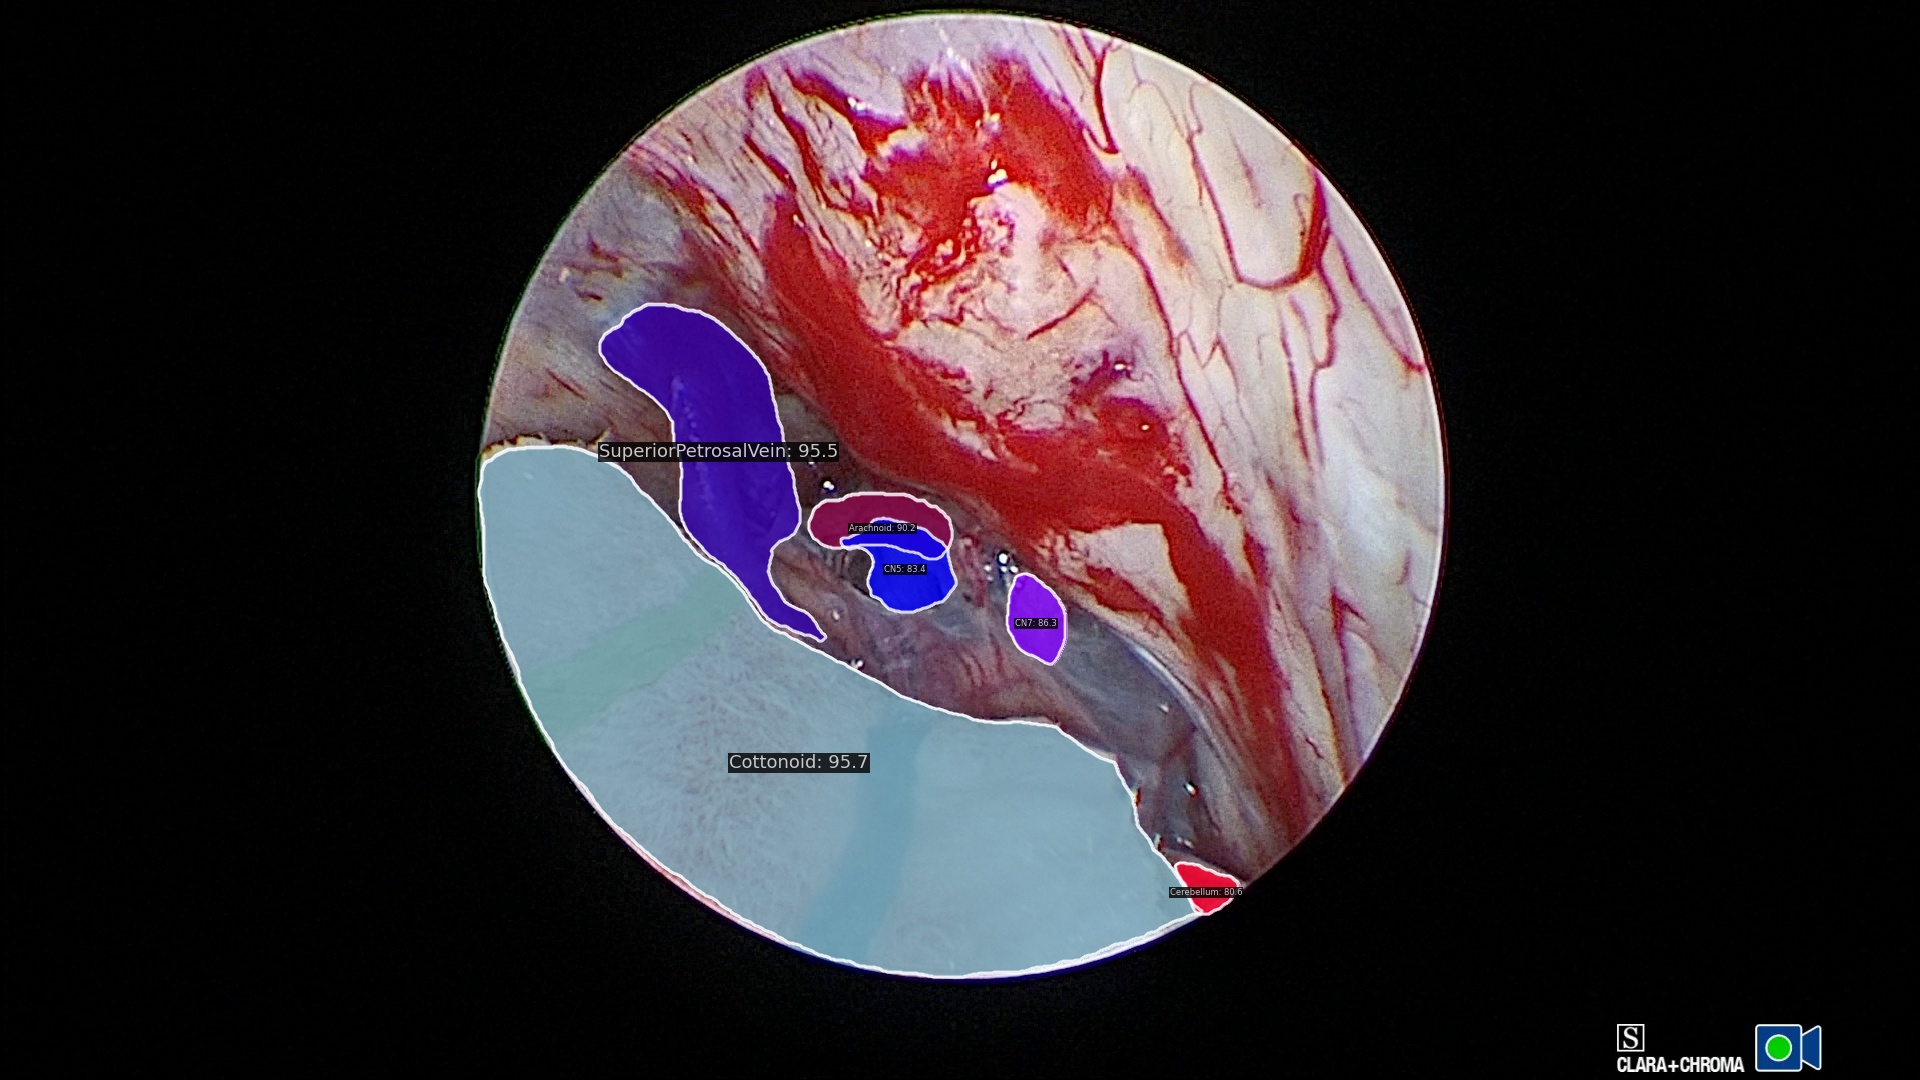 SuperiorPetrosalVein: 95.5
Arachnoid: 90.2
CN5: 83.4
CN7: 86.3
Cottonoid: 95.7
Cerebellum: 80.6
S
CLARA+CHROMA